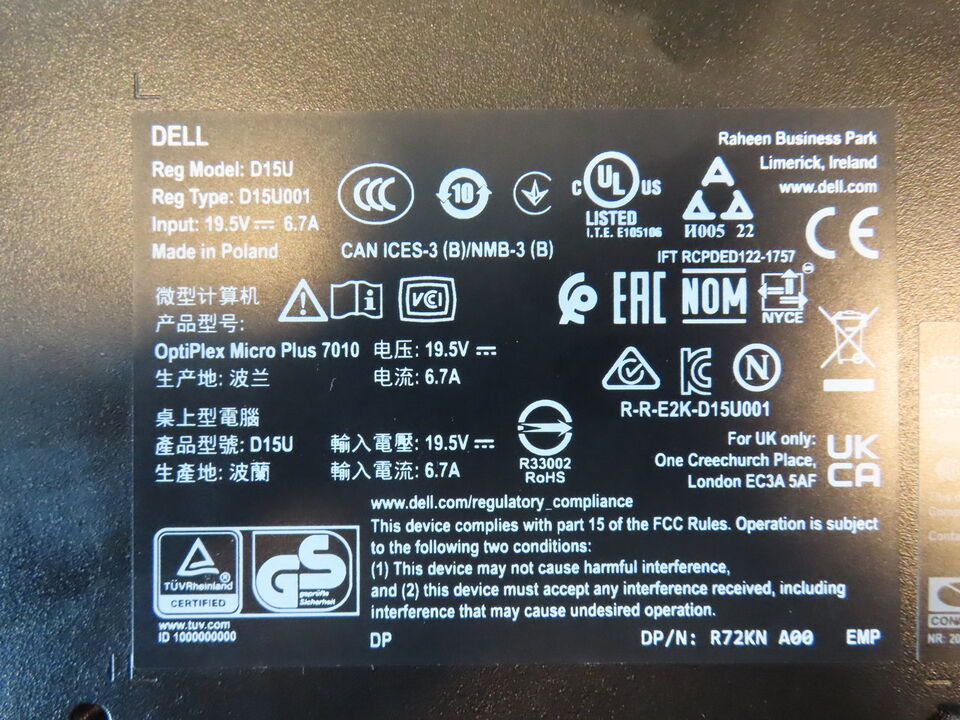 DELL
Reg Model: D15U
Reg Type: D15U001
Input: 19.5V 6.7A
Made in Poland
CCC
10
C UL US
LISTED
I.T.E. E105106
И005 22
Raheen Business Park
Limerick, Ireland
www.dell.com
CE
CAN ICES-3 (B)/NMB-3 (B)
IFT RCPDED122-1757
微型计算机
产品型号:
OptiPlex Micro Plus 7010 电压: 19.5V
生产地: 波兰 电流: 6.7A
VCI
EAC
NOM
NYCE
KC
N
R-R-E2K-D15U001
桌上型電腦
產品型號: D15U 輸入電壓: 19.5V
生產地: 波蘭 輸入電流: 6.7A
R33002
RoHS
For UK only:
One Creechurch Place,
London EC3A 5AF
UK
CA
www.dell.com/regulatory_compliance
This device complies with part 15 of the FCC Rules. Operation is subject
to the following two conditions:
(1) This device may not cause harmful interference,
and (2) this device must accept any interference received, including
interference that may cause undesired operation.
TÜVRheinland®
CERTIFIED
GS
geprüfte
Sicherheit
www.tuv.com
ID 1000000000
DP
DP/N: R72KN A00 EMP